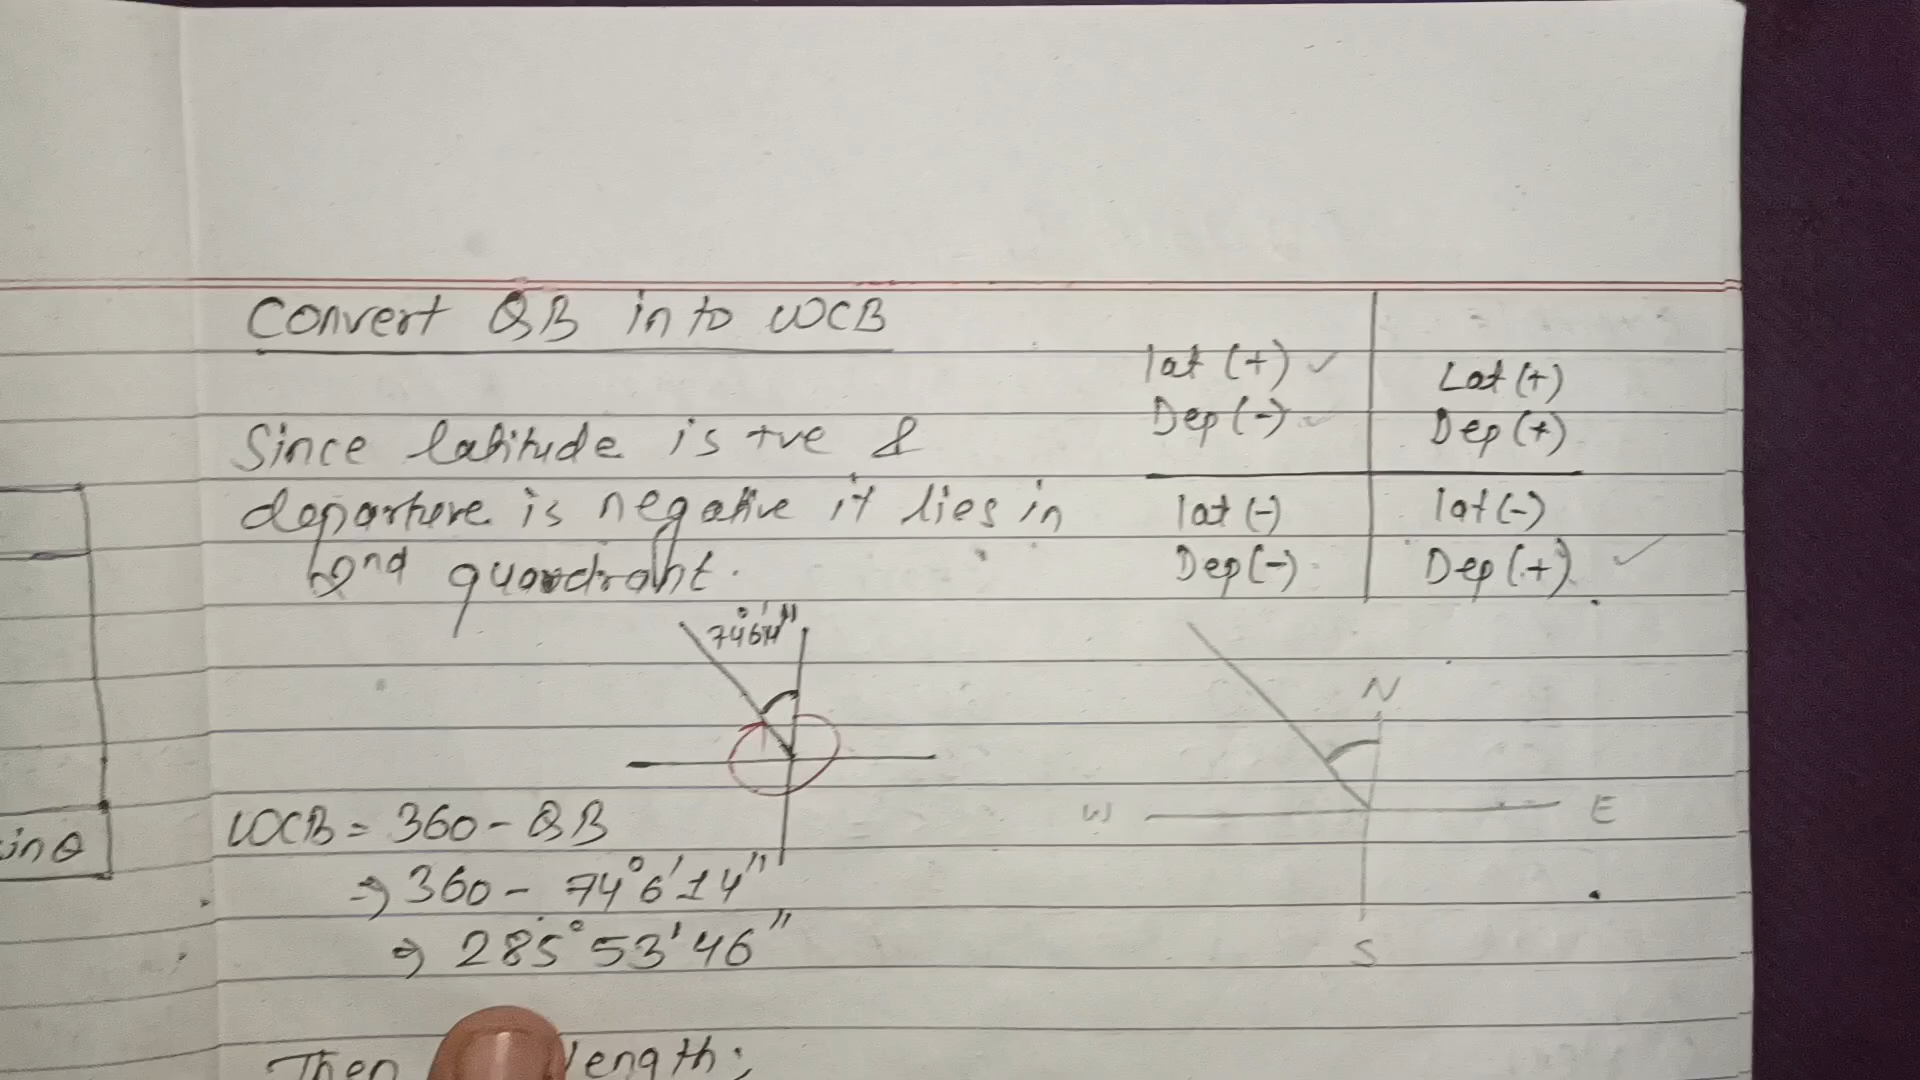 Convert QB in to WCB
lat (+) ✓
Dep (-) ✓
Lat (+)
Dep (+)
Since latitude is +ve &
departure is negative it lies in
2nd quadrant.
lat (-)
Dep (-)
lat (-)
Dep (+) ✓
74°6'14"
N
W
E
S
WCB = 360 - QB
⇒ 360 - 74°6'14"
⇒ 285°53'46"
in θ
Then length;